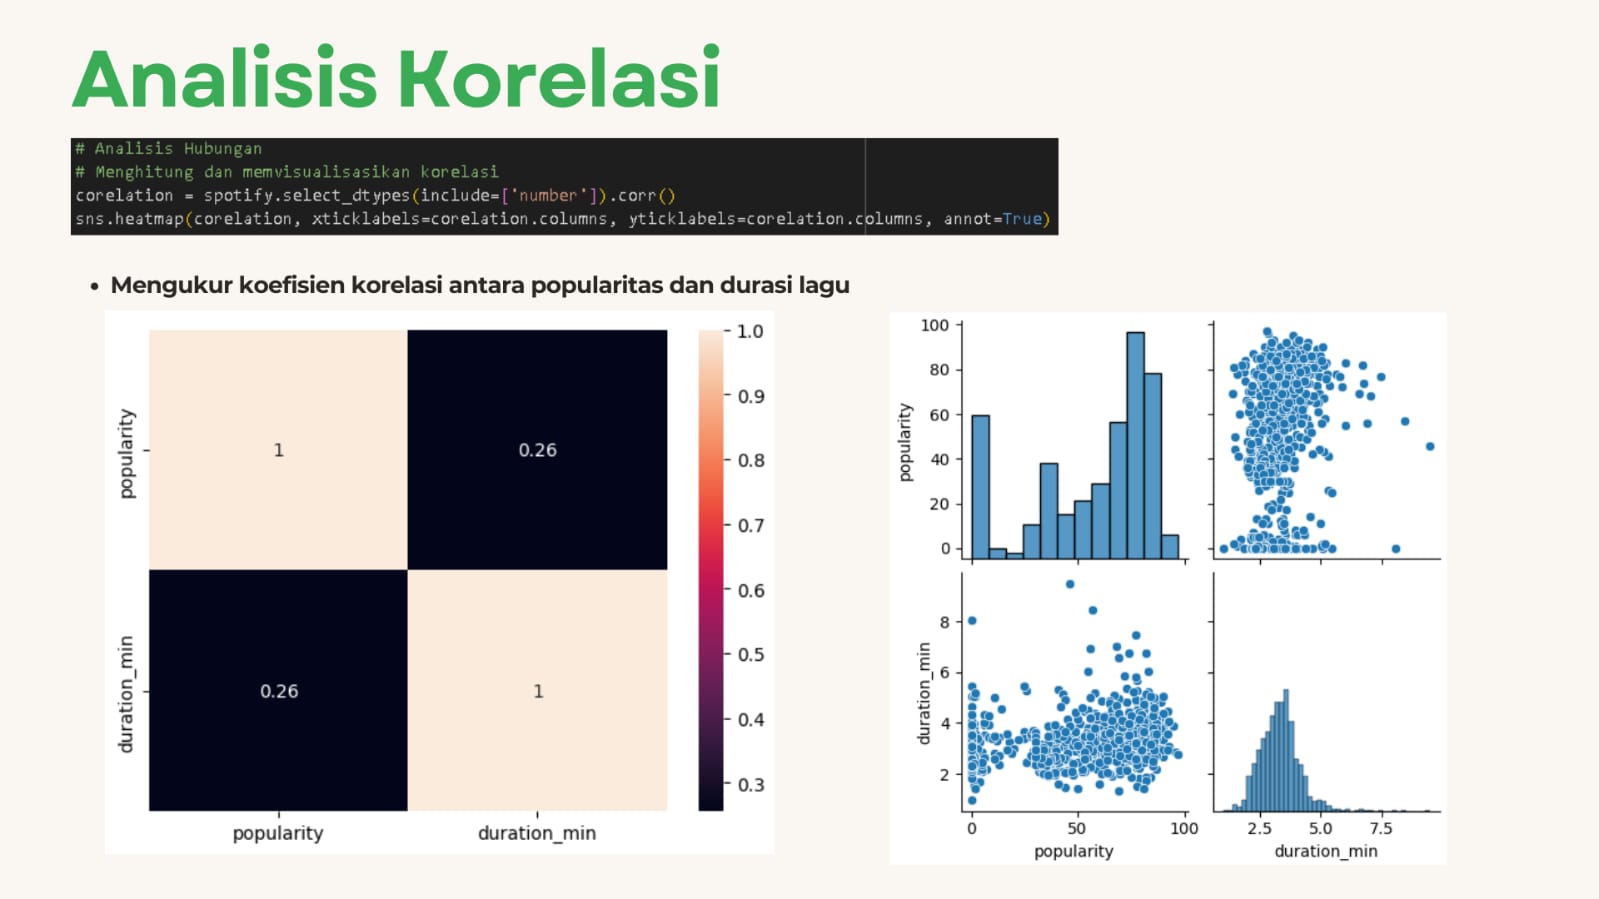 Analisis Korelasi
# Analisis Hubungan
# Menghitung dan memvisualisasikan korelasi
corelation = spotify.select_dtypes(include=['number']).corr()
sns.heatmap(corelation, xticklabels=corelation.columns, yticklabels=corelation.columns, annot=True)
• Mengukur koefisien korelasi antara popularitas dan durasi lagu
popularity
duration_min
1
0.26
0.26
1
popularity
duration_min
1.0
0.9
0.8
0.7
0.6
0.5
0.4
0.3
popularity
100
80
60
40
20
0
duration_min
8
6
4
2
0
50
100
popularity
2.5
5.0
7.5
duration_min